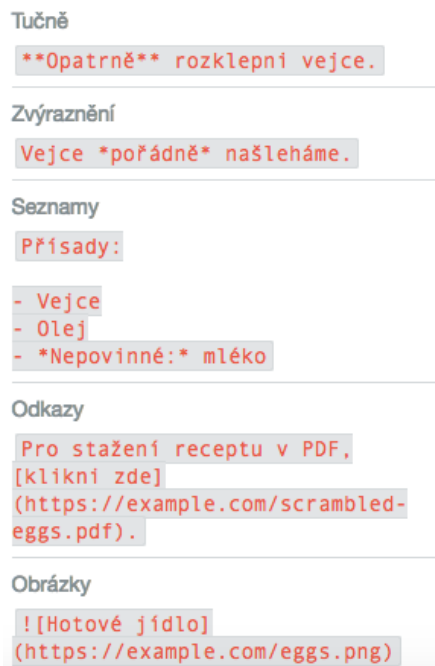 Tučně
**Opatrně** rozklepni vejce.
Zvýraznění
Vejce *pořádně* našleháme.
Seznamy
Přísady:
- Vejce
- Olej
- *Nepovinné:* mléko
Odkazy
Pro stažení receptu v PDF,
[klikni zde]
(https://example.com/scrambled-
eggs.pdf).
Obrázky
![Hotové jídlo]
(https://example.com/eggs.png)